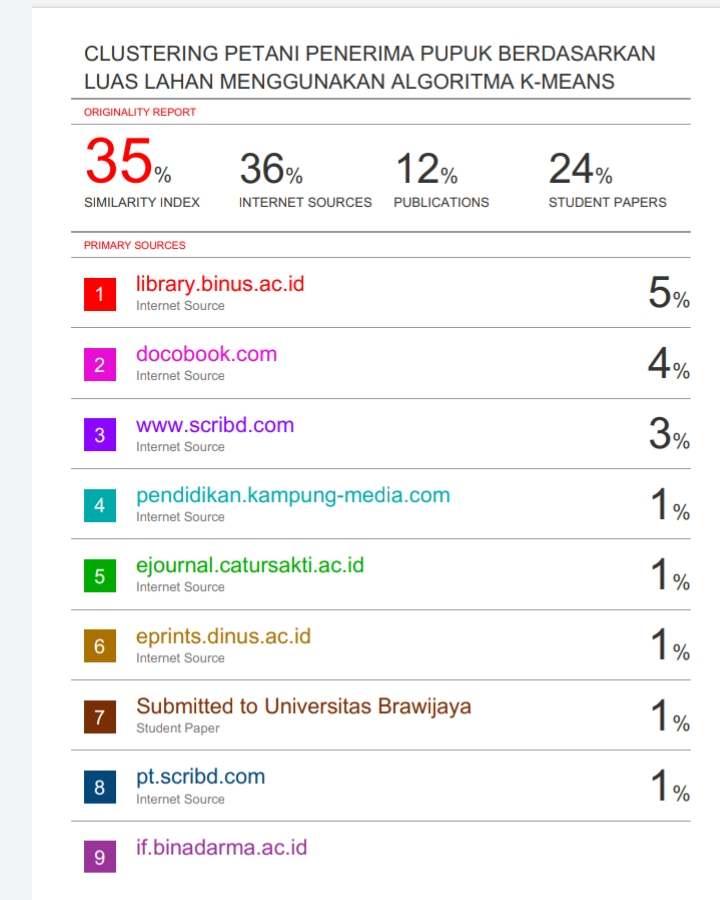 CLUSTERING PETANI PENERIMA PUPUK BERDASARKAN
LUAS LAHAN MENGGUNAKAN ALGORITMA K-MEANS
ORIGINALITY REPORT
35% 36% 12% 24%
SIMILARITY INDEX INTERNET SOURCES PUBLICATIONS STUDENT PAPERS
PRIMARY SOURCES
1 library.binus.ac.id 5%
Internet Source
2 docobook.com 4%
Internet Source
3 www.scribd.com 3%
Internet Source
4 pendidikan.kampung-media.com 1%
Internet Source
5 ejournal.catursakti.ac.id 1%
Internet Source
6 eprints.dinus.ac.id 1%
Internet Source
7 Submitted to Universitas Brawijaya 1%
Student Paper
8 pt.scribd.com 1%
Internet Source
9 if.binadarma.ac.id